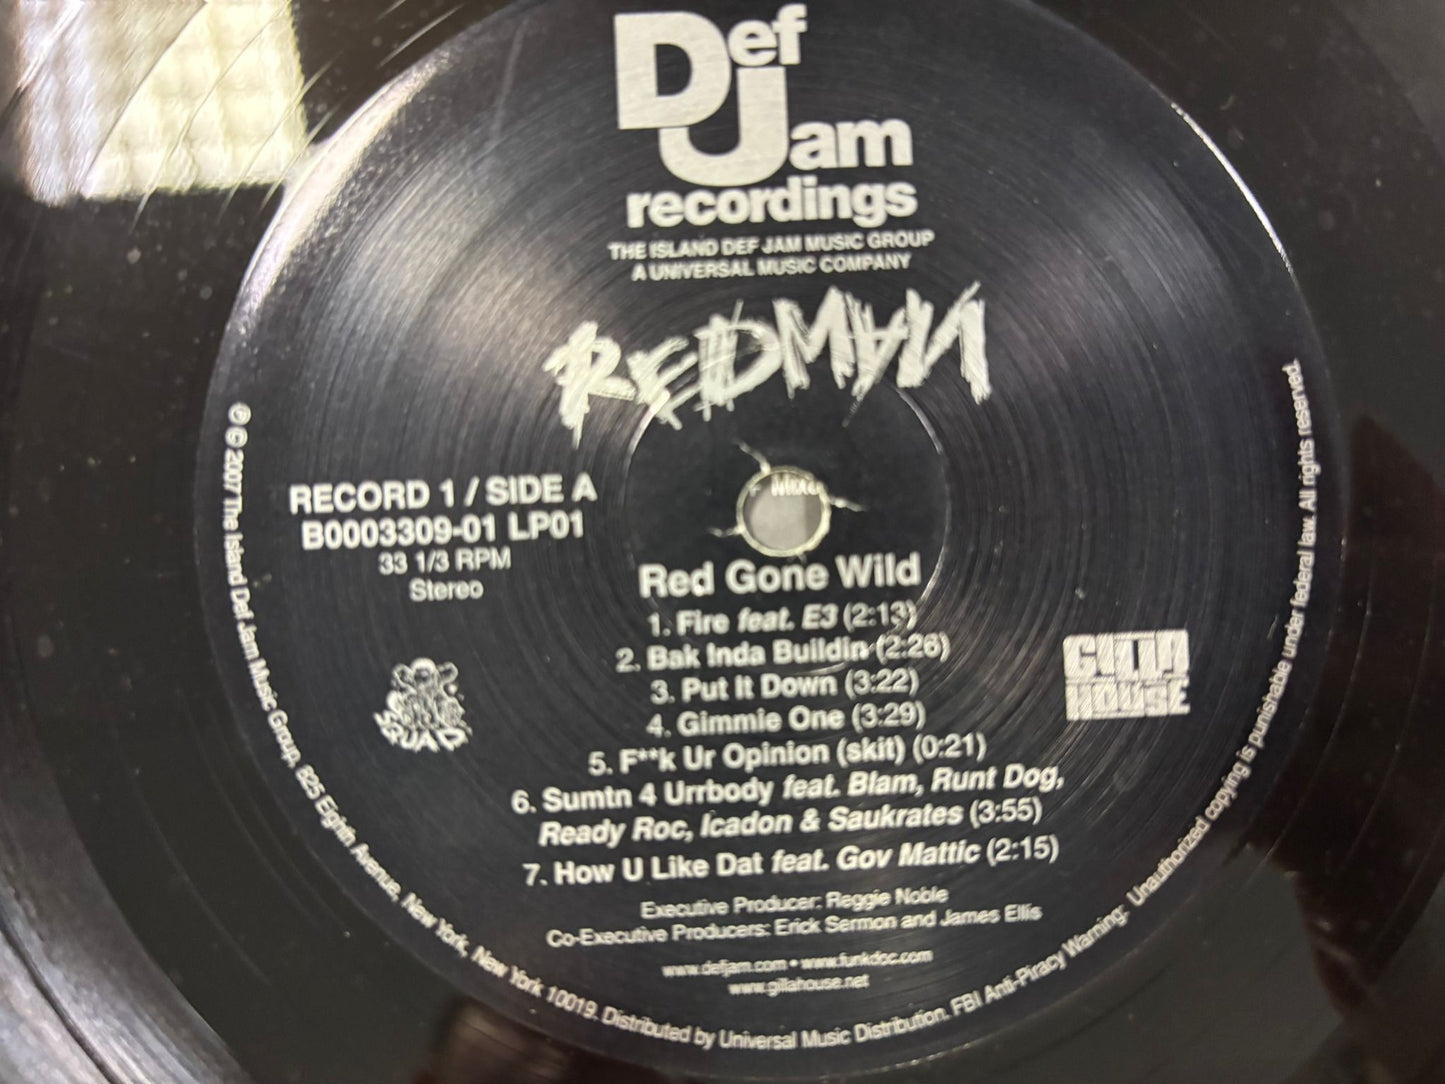 Def
Jam
recordings
THE ISLAND DEF JAM MUSIC GROUP
A UNIVERSAL MUSIC COMPANY
REDMAN
RECORD 1 / SIDE A
B0003309-01 LP01
33 1/3 RPM
Stereo
Red Gone Wild
1. Fire feat. E3 (2:13)
2. Bak Inda Buildin (2:26)
3. Put It Down (3:22)
4. Gimmie One (3:29)
5. F**k Ur Opinion (skit) (0:21)
6. Sumtn 4 Urrbody feat. Blam, Runt Dog,
Ready Roc, Icadon & Saukrates (3:55)
7. How U Like Dat feat. Gov Mattic (2:15)
SQUAD
GILLA
HOUSE
Executive Producer: Reggie Noble
Co-Executive Producers: Erick Sermon and James Ellis
www.defjam.com • www.funkdoc.com
www.gillahouse.net
℗ © 2007 The Island Def Jam Music Group, 825 Eighth Avenue, New York, New York 10019. Distributed by Universal Music Distribution. FBI Anti-Piracy Warning: Unauthorized copying is punishable under federal law. All rights reserved.